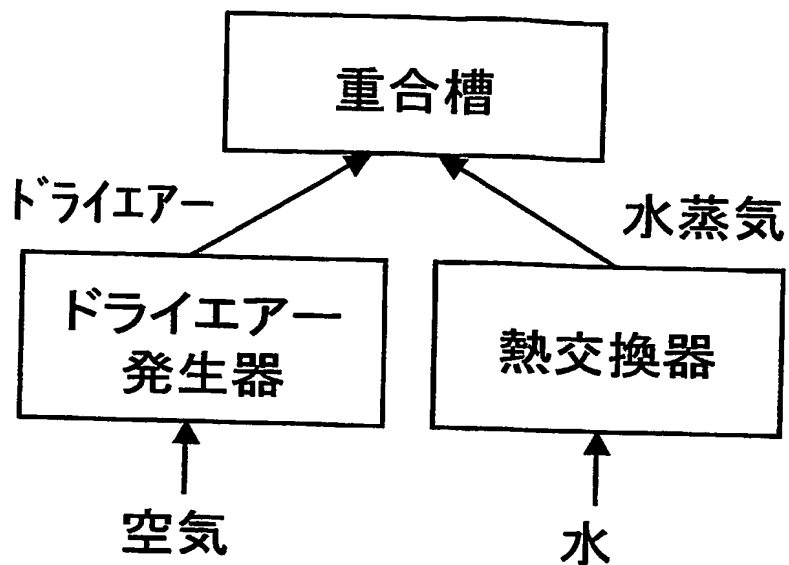 重合槽
ドライエアー
水蒸気
ドライエアー
発生器
熱交換器
空気
水